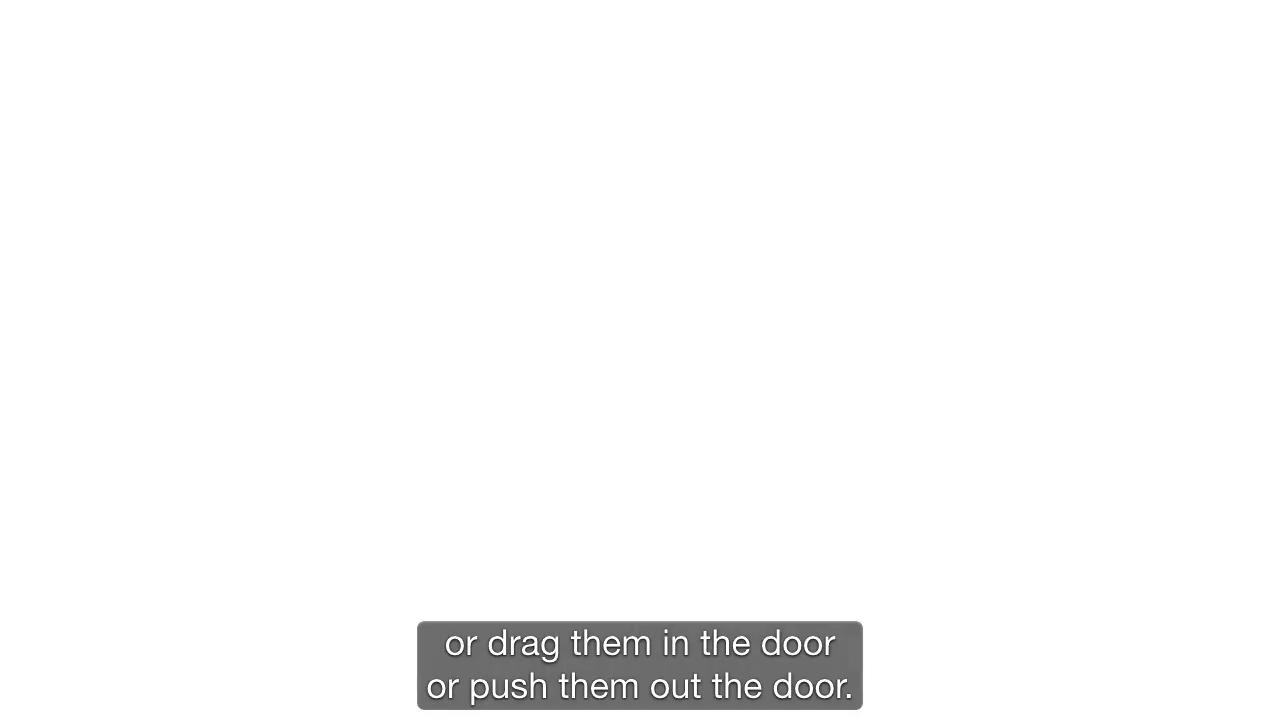 or drag them in the door
or push them out the door.